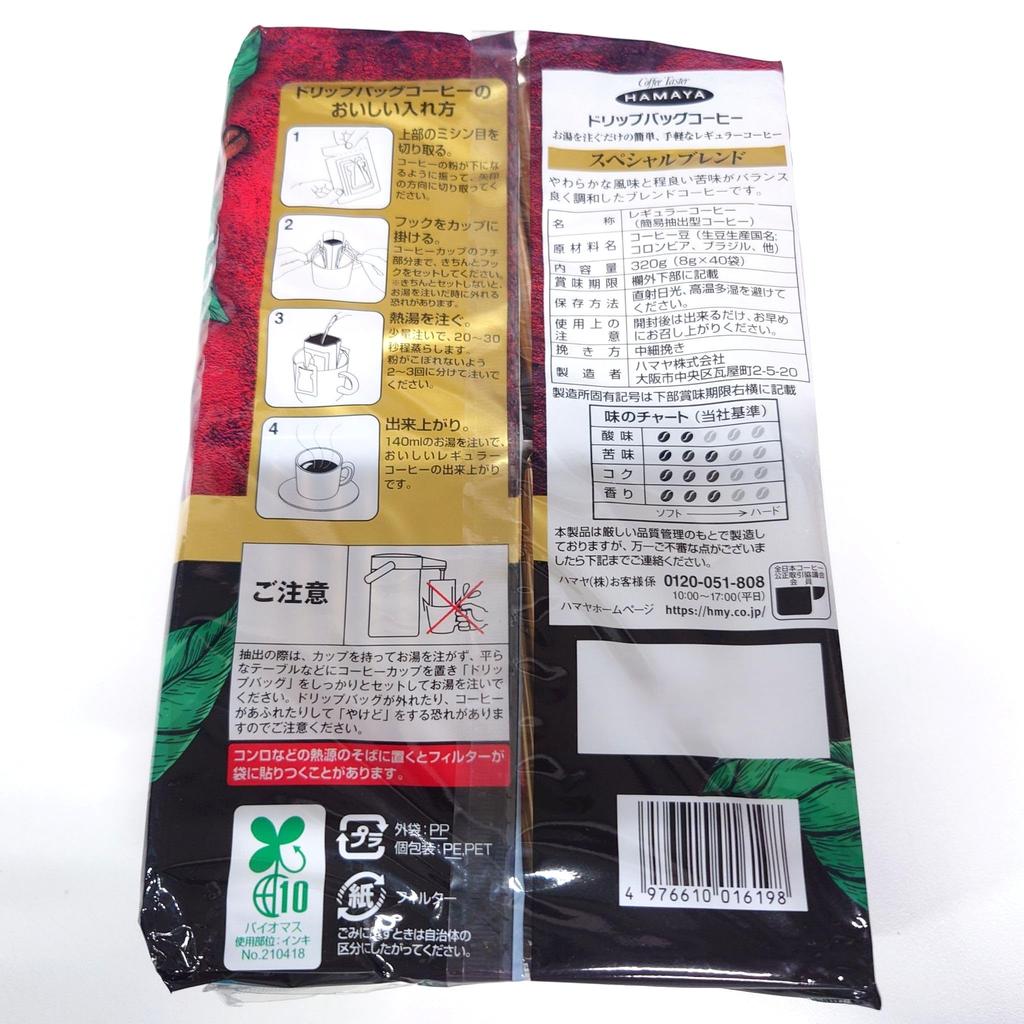 ドリップバッグコーヒーの
おいしい入れ方
1
上部のミシン目を
切り取る。
コーヒーの粉が下にな
るように振って、矢印
の方向に切り取ってく
ださい。
2
フックをカップに
掛ける。
コーヒーカップのフチ
部分まで、きちんとフッ
クをセットしてください。
※きちんとセットしないと、
お湯を注いだ時に外れる
恐れがあります。
3
熱湯を注ぐ。
少量注いで、20〜30
秒程蒸らします。
粉がこぼれないよう
2〜3回に分けて注いで
ください。
4
出来上がり。
140mlのお湯を注いで、
おいしいレギュラー
コーヒーの出来上がり
です。
ご注意
抽出の際は、カップを持ってお湯を注がず、平ら
なテーブルなどにコーヒーカップを置き「ドリッ
プバッグ」をしっかりとセットしてお湯を注いで
ください。ドリップバッグが外れたり、コーヒー
があふれたりして「やけど」をする恐れがありま
すのでご注意ください。
コンロなどの熱源のそばに置くとフィルターが
袋に貼りつくことがあります。
10
バイオマス
使用部位:インキ
No.210418
プラ
外袋:PP
個包装:PE,PET
紙
フィルター
ごみに出すときは自治体の
区分にしたがってください。
Coffee Taster
HAMAYA
ドリップバッグコーヒー
お湯を注ぐだけの簡単、手軽なレギュラーコーヒー
スペシャルブレンド
やわらかな風味と程良い苦味がバランス
良く調和したブレンドコーヒーです。
名称 レギュラーコーヒー
(簡易抽出型コーヒー)
原材料名 コーヒー豆(生豆生産国名:
コロンビア、ブラジル、他)
内容量 320g(8g×40袋)
賞味期限 欄外下部に記載
保存方法 直射日光、高温多湿を避けて
ください。
使用上の 開封後は出来るだけ、お早め
注意 にお召し上がりください。
挽き方 中細挽き
製造者 ハマヤ株式会社
大阪市中央区瓦屋町2-5-20
製造所固有記号は下部賞味期限右横に記載
味のチャート(当社基準)
酸味
苦味
コク
香り
ソフト → ハード
本製品は厳しい品質管理のもとで製造し
ておりますが、万一ご不審な点がございま
したら下記までご連絡ください。
ハマヤ(株)お客様係 0120-051-808
10:00〜17:00(平日)
ハマヤホームページ https://hmy.co.jp/
全日本コーヒー
公正取引協議会
会員
4 976610 016198